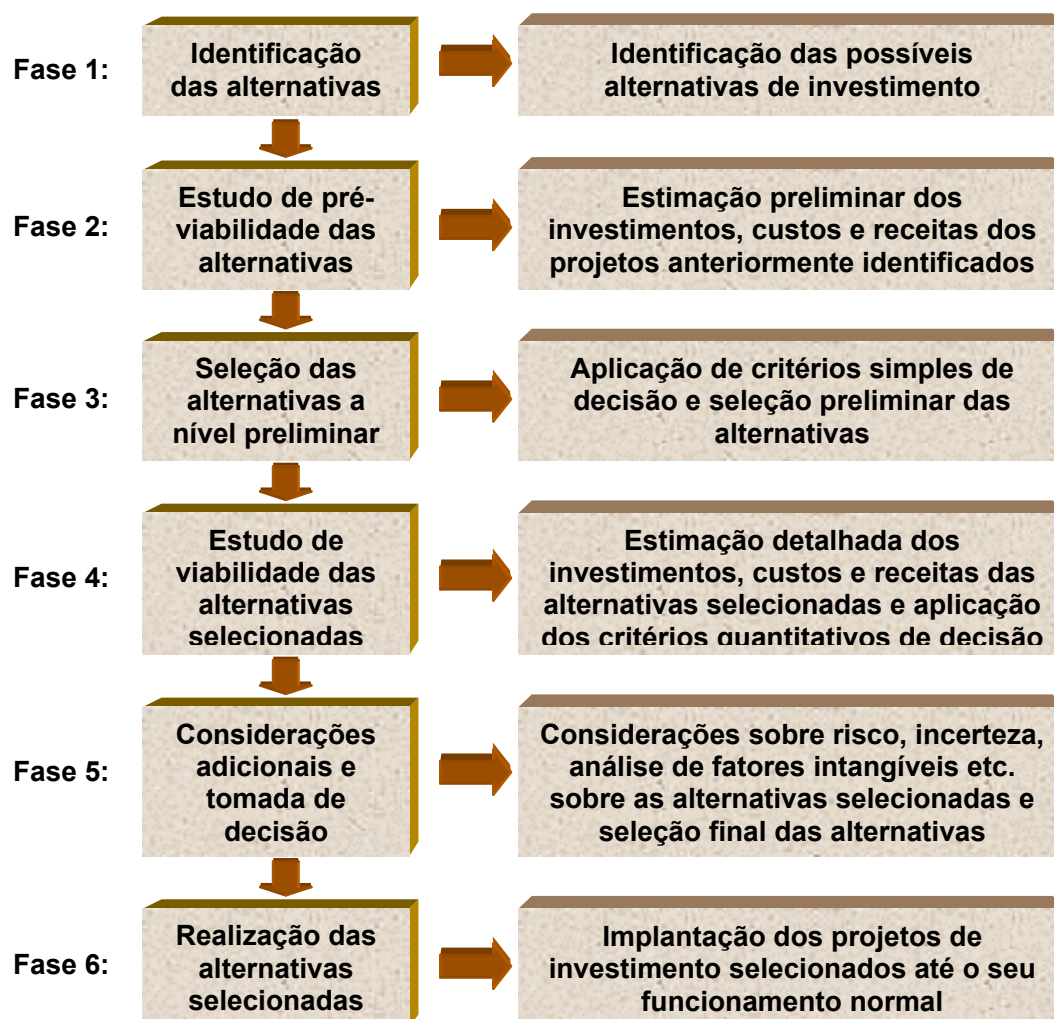 Fase 1:
Identificação
das alternativas
Identificação das possíveis
alternativas de investimento
Fase 2:
Estudo de pré-
viabilidade das
alternativas
Estimação preliminar dos
investimentos, custos e receitas dos
projetos anteriormente identificados
Fase 3:
Seleção das
alternativas a
nível preliminar
Aplicação de critérios simples de
decisão e seleção preliminar das
alternativas
Fase 4:
Estudo de
viabilidade das
alternativas
selecionadas
Estimação detalhada dos
investimentos, custos e receitas das
alternativas selecionadas e aplicação
dos critérios quantitativos de decisão
Fase 5:
Considerações
adicionais e
tomada de
decisão
Considerações sobre risco, incerteza,
análise de fatores intangíveis etc.
sobre as alternativas selecionadas e
seleção final das alternativas
Fase 6:
Realização das
alternativas
selecionadas
Implantação dos projetos de
investimento selecionados até o seu
funcionamento normal